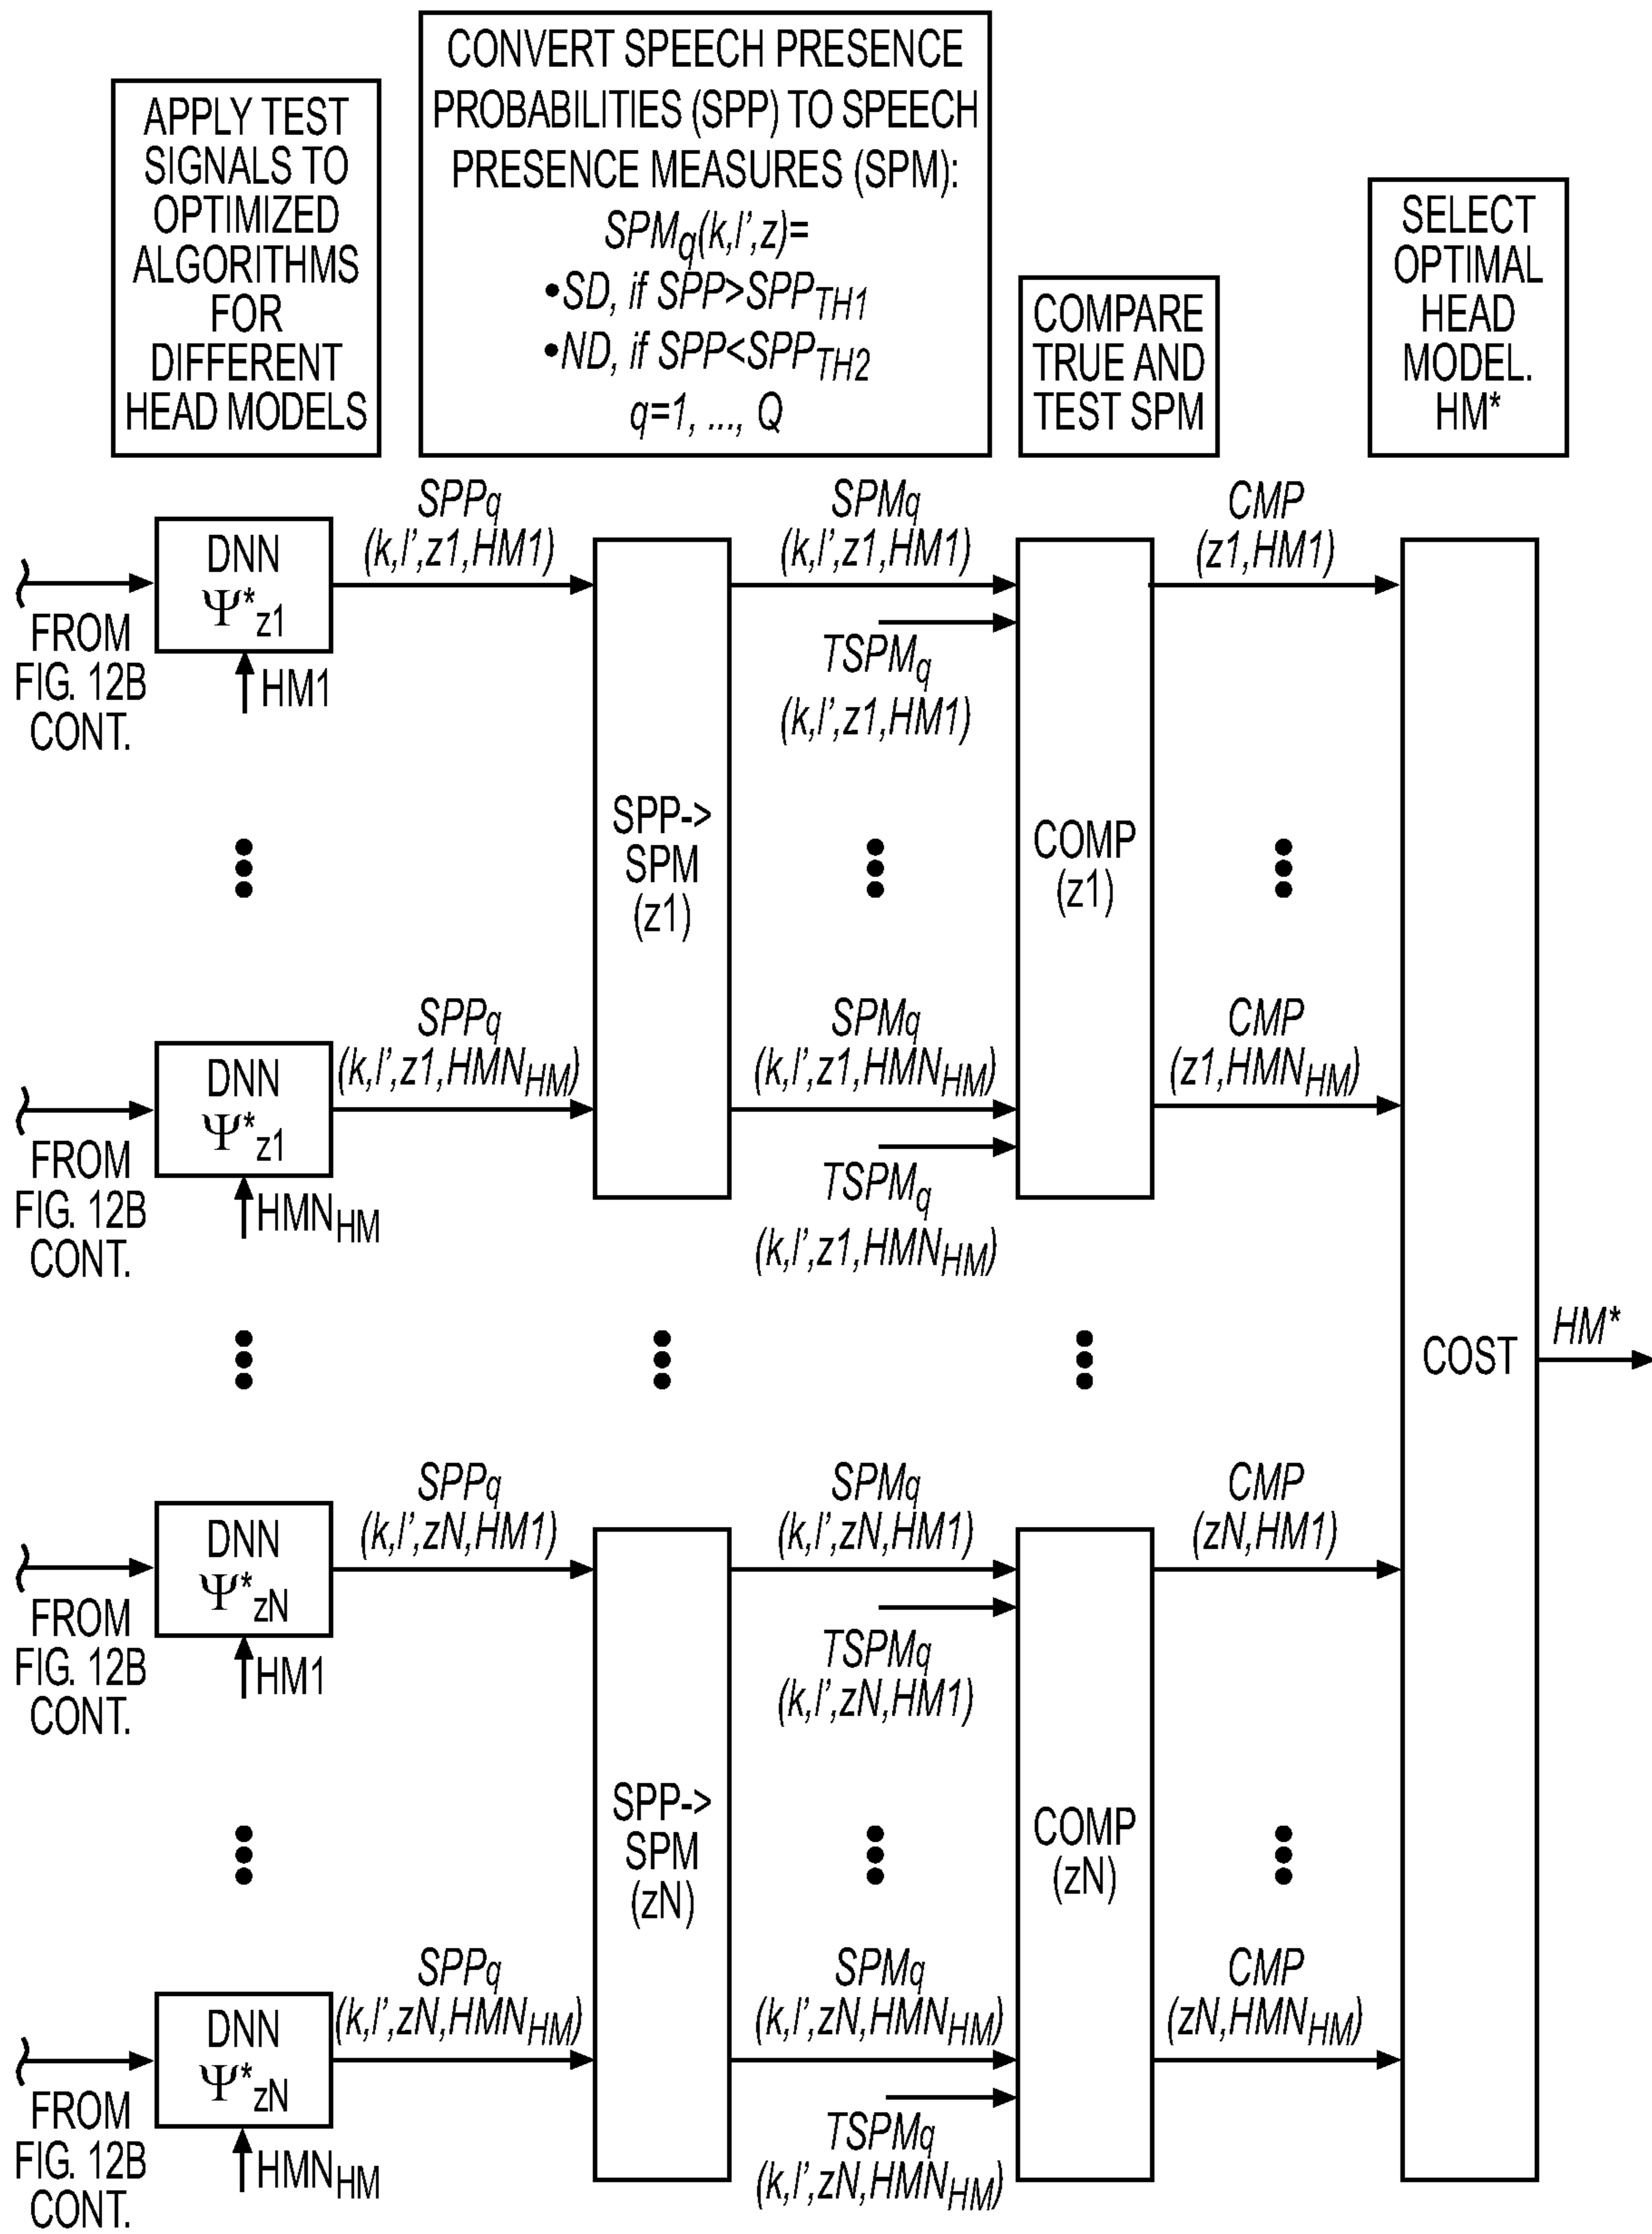 APPLY TEST
SIGNALS TO
OPTIMIZED
ALGORITHMS
FOR
DIFFERENT
HEAD MODELS
CONVERT SPEECH PRESENCE
PROBABILITIES (SPP) TO SPEECH
PRESENCE MEASURES (SPM):
SPMq(k,l',z)=
•SD, if SPP>SPPTH1
•ND, if SPP<SPPTH2
q=1, ..., Q
COMPARE
TRUE AND
TEST SPM
SELECT
OPTIMAL
HEAD
MODEL.
HM*
FROM
FIG. 12B
CONT.
DNN
Ψ*z1
HM1
SPPq
(k,l',z1,HM1)
SPP->
SPM
(z1)
SPMq
(k,l',z1,HM1)
TSPMq
(k,l',z1,HM1)
COMP
(z1)
CMP
(z1,HM1)
FROM
FIG. 12B
CONT.
DNN
Ψ*z1
HMNHM
SPPq
(k,l',z1,HMNHM)
SPMq
(k,l',z1,HMNHM)
TSPMq
(k,l',z1,HMNHM)
CMP
(z1,HMNHM)
COST
HM*
FROM
FIG. 12B
CONT.
DNN
Ψ*zN
HM1
SPPq
(k,l',zN,HM1)
SPP->
SPM
(zN)
SPMq
(k,l',zN,HM1)
TSPMq
(k,l',zN,HM1)
COMP
(zN)
CMP
(zN,HM1)
FROM
FIG. 12B
CONT.
DNN
Ψ*zN
HMNHM
SPPq
(k,l',zN,HMNHM)
SPMq
(k,l',zN,HMNHM)
TSPMq
(k,l',zN,HMNHM)
CMP
(zN,HMNHM)